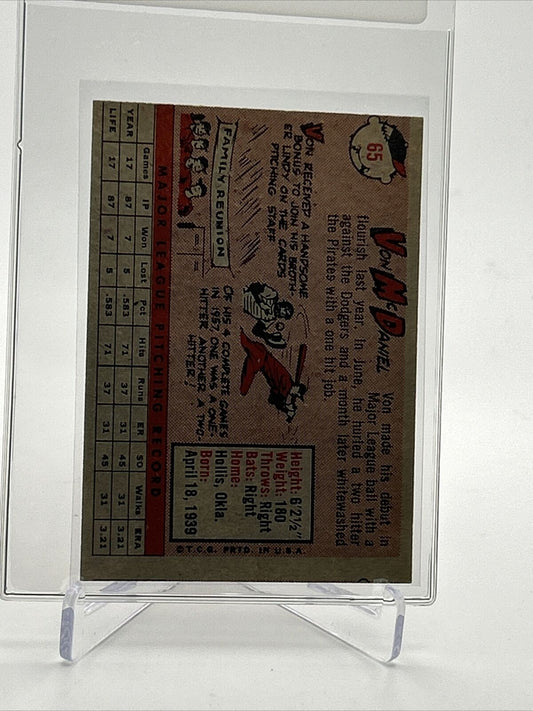 65
VON McDANIEL
Von made his debut in
Major League ball with a
flourish last year. In June, he hurled a two hitter
against the Dodgers and a month later whitewashed
the Pirates with a one hit job.
VON RECEIVED A HANDSOME
BONUS TO JOIN HIS BROTH-
ER LINDY ON THE CARDS
PITCHING STAFF
FAMILY REUNION
OF HIS 4 COMPLETE GAMES
IN 1957, ONE WAS A ONE-
HITTER ANOTHER A TWO-
HITTER!
Height: 6'2½"
Weight: 180
Throws: Right
Bats: Right
Home:
Hollis, Okla.
Born:
April 18, 1939
© T.C.G. PRTD. IN U.S.A.
MAJOR LEAGUE PITCHING RECORD
Games IP Won Lost Pct Hits Runs ER SO Walks ERA
YEAR 17 87 7 5 .583 71 37 31 45 31 3.21
LIFE 17 87 7 5 .583 71 37 31 45 31 3.21